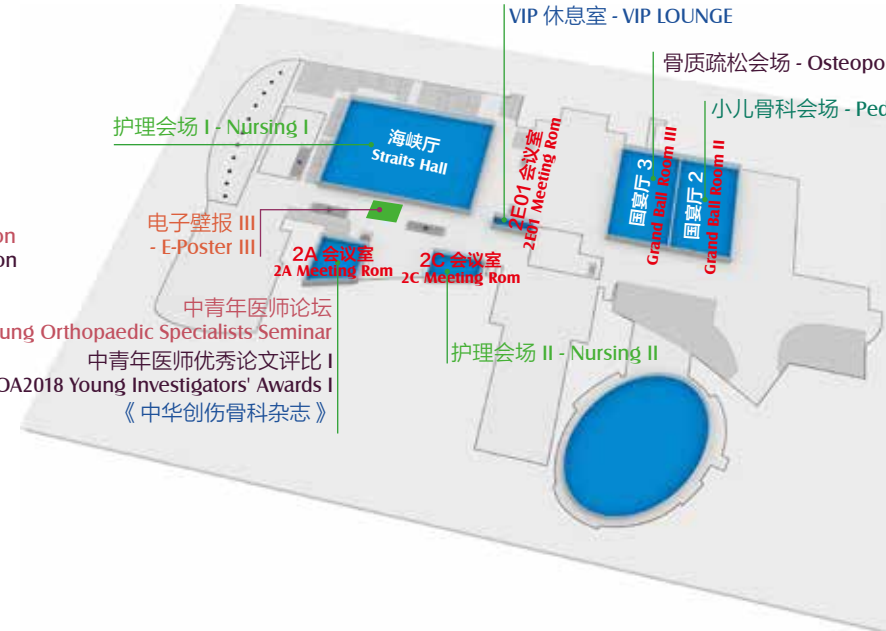 VIP 休息室 - VIP LOUNGE
骨质疏松会场 - Osteopo
小儿骨科会场 - Ped
护理会场 I - Nursing I
海峡厅
Straits Hall
2E01 会议室
2E01 Meeting Rom
国宴厅 3
Grand Ball Room III
国宴厅 2
Grand Ball Room II
电子壁报 III
- E-Poster III
on
on
2A 会议室
2A Meeting Rom
2C 会议室
2C Meeting Rom
中青年医师论坛
ung Orthopaedic Specialists Seminar
护理会场 II - Nursing II
中青年医师优秀论文评比 I
OA2018 Young Investigators' Awards I
《 中华创伤骨科杂志 》